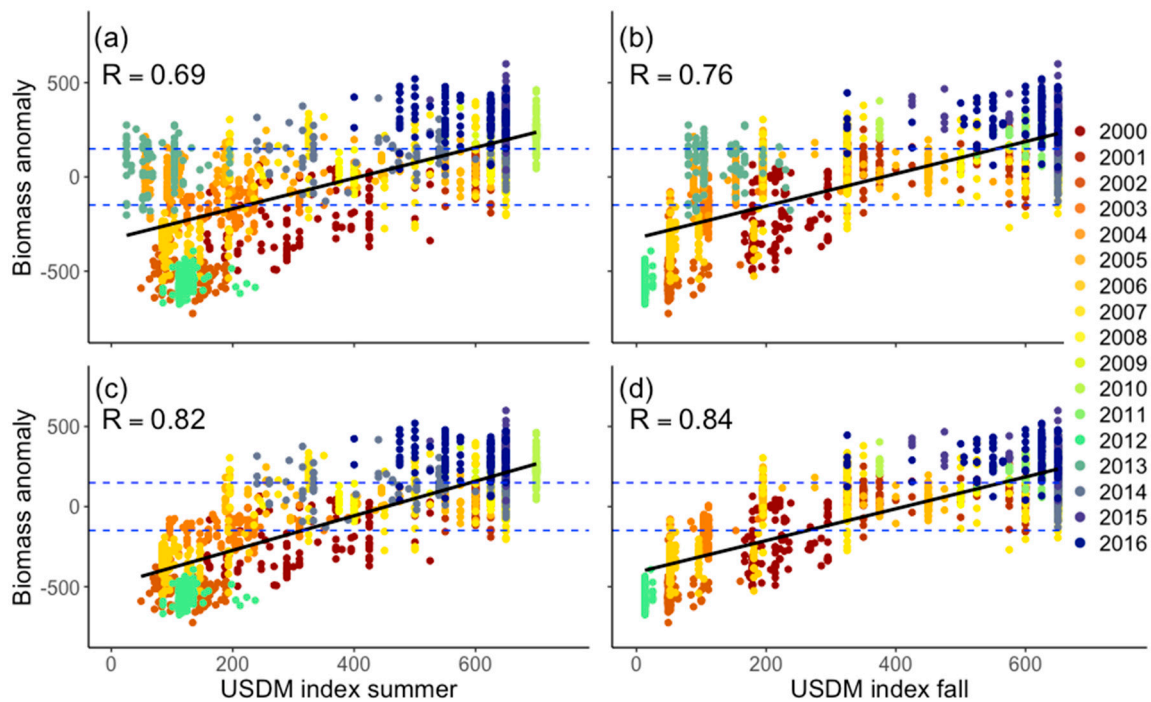 (a)
R = 0.69
(b)
R = 0.76
Biomass anomaly
500
0
-500
(c)
R = 0.82
(d)
R = 0.84
Biomass anomaly
500
0
-500
0 200 400 600
0 200 400 600
USDM index summer
USDM index fall
2000
2001
2002
2003
2004
2005
2006
2007
2008
2009
2010
2011
2012
2013
2014
2015
2016